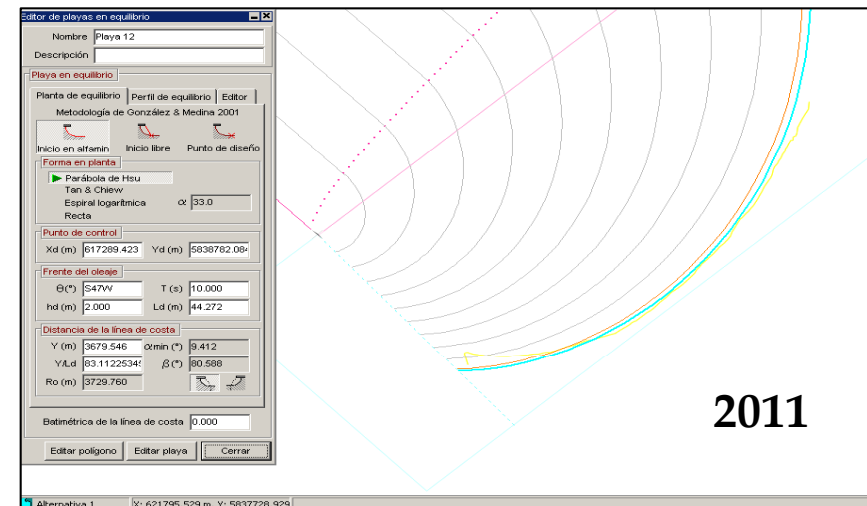 Editor de playas en equilibrio
Nombre Playa 12
Descripción
Playa en equilibrio
Planta de equilibrio Perfil de equilibrio Editor
Metodología de González & Medina 2001
Inicio en alfamin Inicio libre Punto de diseño
Forma en planta
Parábola de Hsu
Tan & Chiew
Espiral logarítmica α 33.0
Recta
Punto de control
Xd (m) 617289.423 Yd (m) 5838782.084
Frente del oleaje
Θ(°) S47W T (s) 10.000
hd (m) 2.000 Ld (m) 44.272
Distancia de la línea de costa
Y (m) 3679.546 αmin (°) 9.412
Y/Ld 83.11225345 β(°) 80.588
Ro (m) 3729.760
Batimétrica de la línea de costa 0.000
Editar polígono Editar playa Cerrar
2011
Alternativa 1 X: 621795.529 m Y: 5837728.929